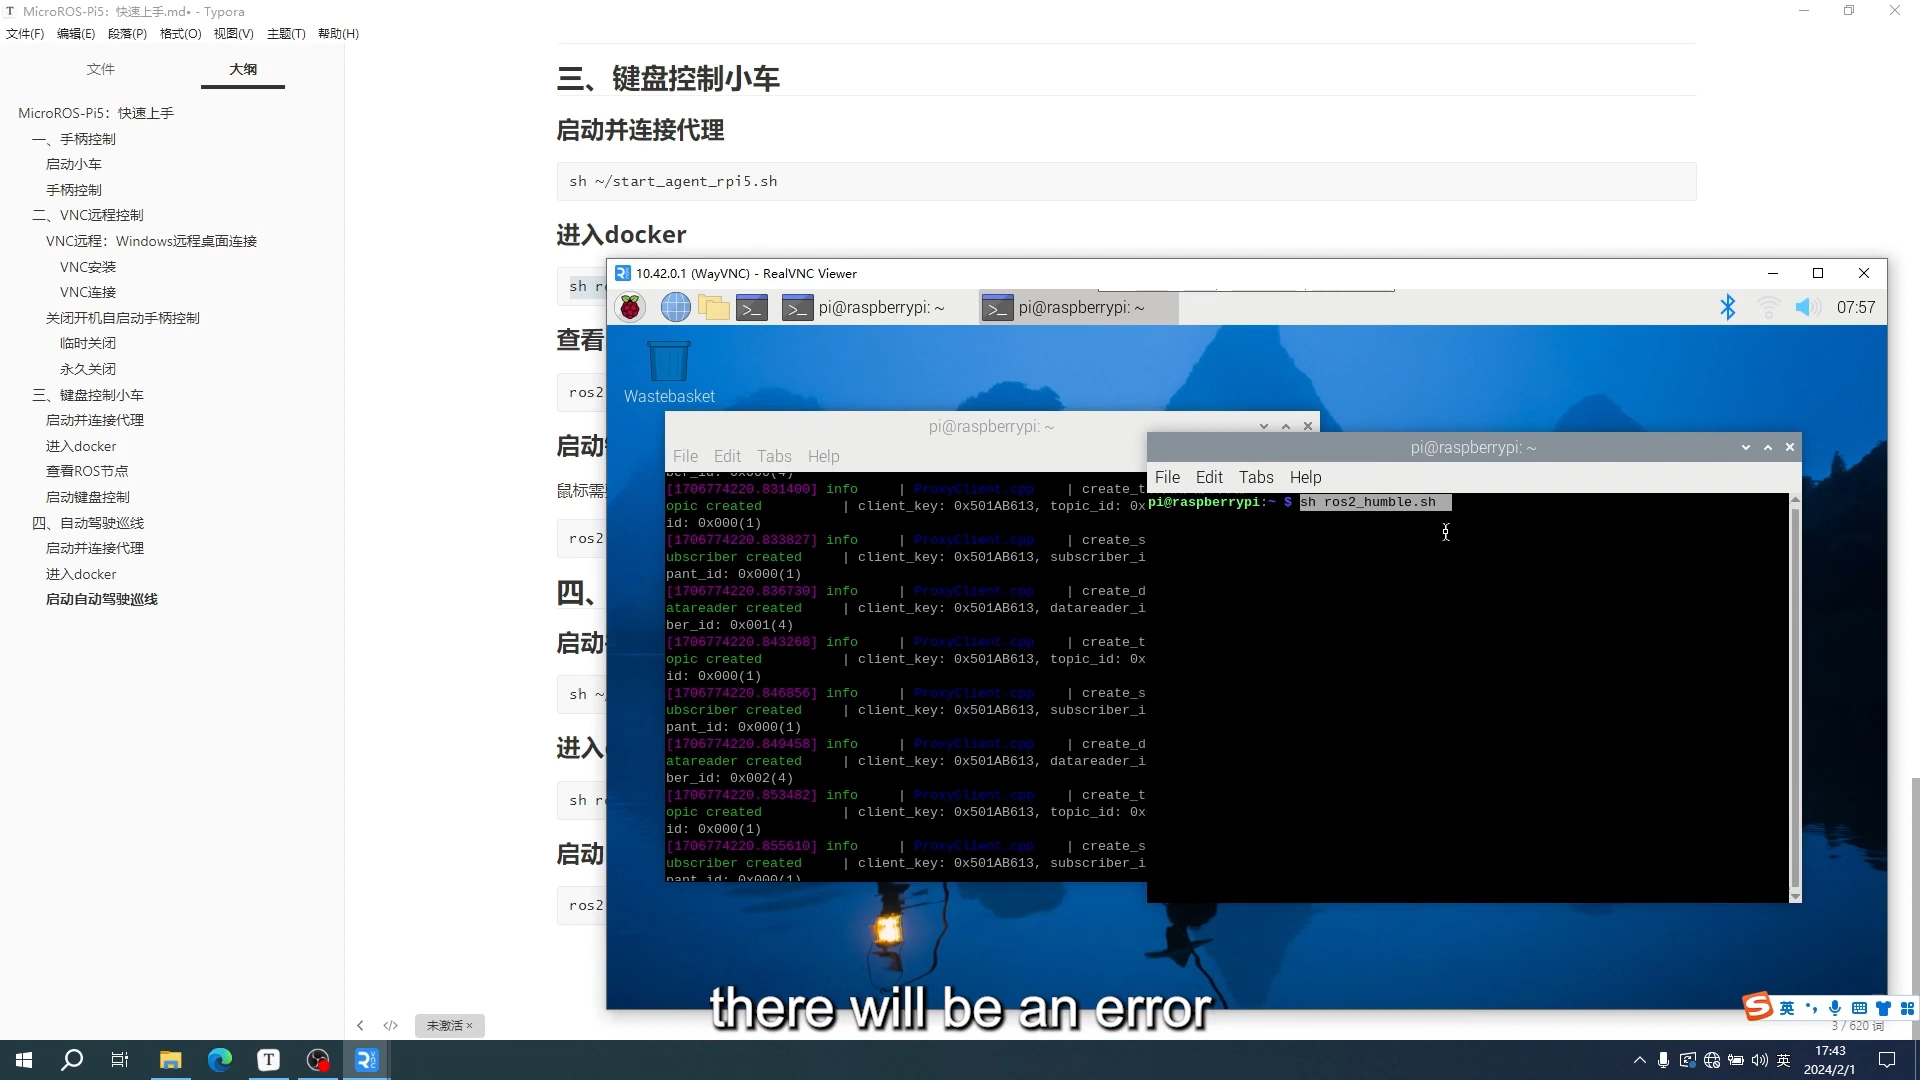 MicroROS-Pi5：快速上手.md• - Typora
文件(F) 编辑(E) 段落(P) 格式(O) 视图(V) 主题(T) 帮助(H)
文件 大纲
MicroROS-Pi5：快速上手
一、手柄控制
启动小车
手柄控制
二、VNC远程控制
VNC远程：Windows远程桌面连接
VNC安装
VNC连接
关闭开机自启动手柄控制
临时关闭
永久关闭
三、键盘控制小车
启动并连接代理
进入docker
查看ROS节点
启动键盘控制
四、自动驾驶巡线
启动并连接代理
进入docker
启动自动驾驶巡线
三、键盘控制小车
启动并连接代理
sh ~/start_agent_rpi5.sh
进入docker
sh ro
查看
ros2
启动
鼠标需
ros2
四、
启动
sh ~/
进入
sh ro
启动
ros2
10.42.0.1 (WayVNC) - RealVNC Viewer
pi@raspberrypi: ~
pi@raspberrypi: ~
07:57
Wastebasket
pi@raspberrypi: ~
File Edit Tabs Help
ber_id: 0x000(4)
[1706774220.831400] info | ProxyClient.cpp | create_t
opic created | client_key: 0x501AB613, topic_id: 0x
id: 0x000(1)
[1706774220.833827] info | ProxyClient.cpp | create_s
ubscriber created | client_key: 0x501AB613, subscriber_i
pant_id: 0x000(1)
[1706774220.836730] info | ProxyClient.cpp | create_d
atareader created | client_key: 0x501AB613, datareader_i
ber_id: 0x001(4)
[1706774220.843268] info | ProxyClient.cpp | create_t
opic created | client_key: 0x501AB613, topic_id: 0x
id: 0x000(1)
[1706774220.846856] info | ProxyClient.cpp | create_s
ubscriber created | client_key: 0x501AB613, subscriber_i
pant_id: 0x000(1)
[1706774220.849458] info | ProxyClient.cpp | create_d
atareader created | client_key: 0x501AB613, datareader_i
ber_id: 0x002(4)
[1706774220.853482] info | ProxyClient.cpp | create_t
opic created | client_key: 0x501AB613, topic_id: 0x
id: 0x000(1)
[1706774220.855610] info | ProxyClient.cpp | create_s
ubscriber created | client_key: 0x501AB613, subscriber_i
pant_id: 0x000(1)
pi@raspberrypi: ~
File Edit Tabs Help
pi@raspberrypi:~ $ sh ros2_humble.sh
there will be an error
未激活 ×
英
3 / 620 词
英
17:43
2024/2/1